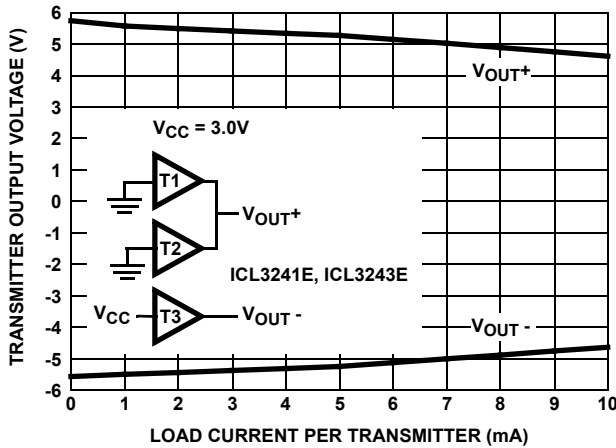 TRANSMITTER OUTPUT VOLTAGE (V)
6
5
4
3
2
1
0
-1
-2
-3
-4
-5
-6
VOUT+
VCC = 3.0V
T1
VOUT+
T2
ICL3241E, ICL3243E
VCC
T3
VOUT -
VOUT -
0
1
2
3
4
5
6
7
8
9
10
LOAD CURRENT PER TRANSMITTER (mA)